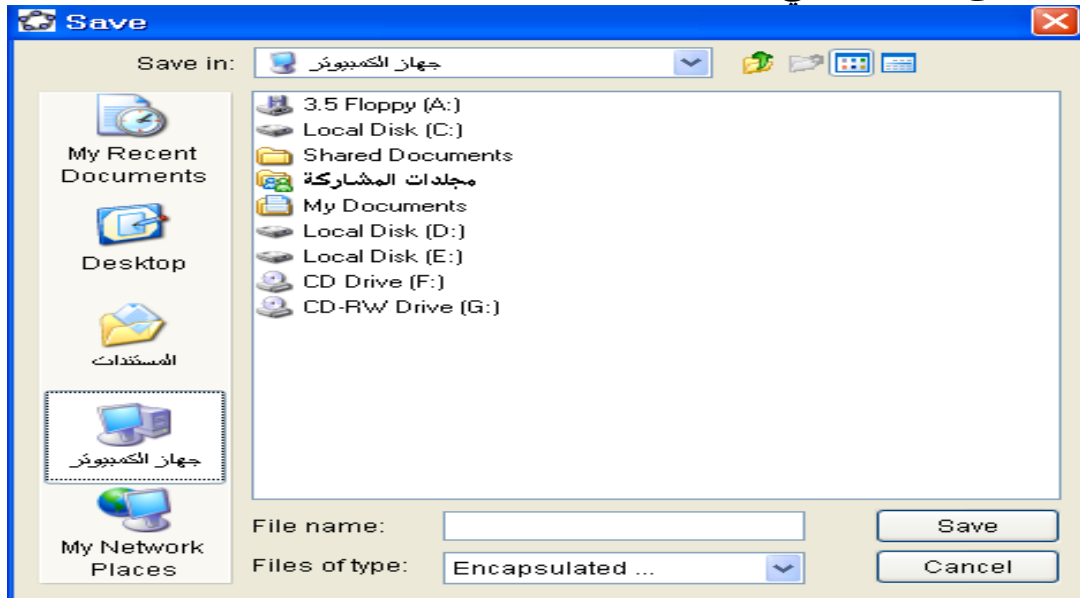 Save
Save in:
جهاز الكمبيوتر
3.5 Floppy (A:)
Local Disk (C:)
Shared Documents
مجلدات المشاركة
My Documents
Local Disk (D:)
Local Disk (E:)
CD Drive (F:)
CD-RW Drive (G:)
My Recent
Documents
Desktop
المستندات
جهاز الكمبيوتر
My Network
Places
File name:
Save
Files of type:
Encapsulated ...
Cancel